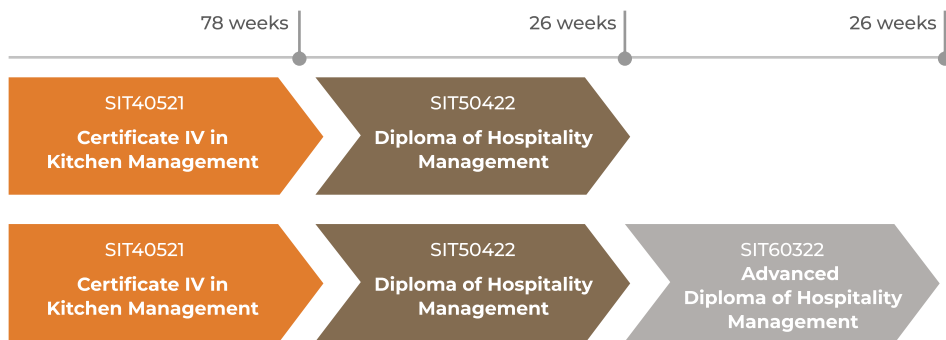 78 weeks
26 weeks
26 weeks
SIT40521
Certificate IV in
Kitchen Management
SIT50422
Diploma of Hospitality
Management
SIT40521
Certificate IV in
Kitchen Management
SIT50422
Diploma of Hospitality
Management
SIT60322
Advanced
Diploma of Hospitality
Management